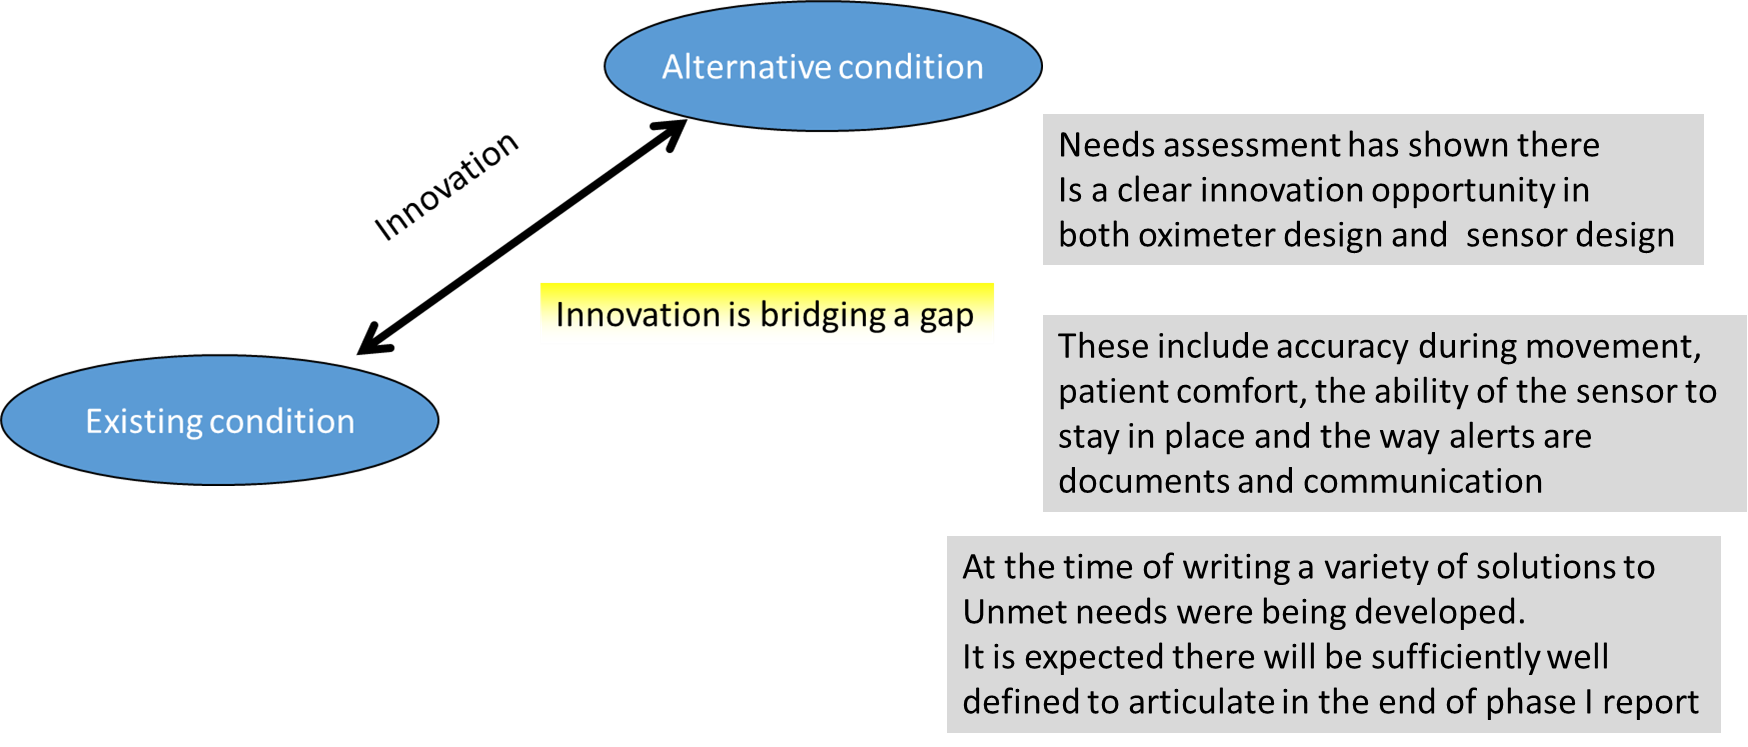 Alternative condition
Innovation
Innovation is bridging a gap
Existing condition
Needs assessment has shown there
Is a clear innovation opportunity in
both oximeter design and  sensor design
These include accuracy during movement,
patient comfort, the ability of the sensor to
stay in place and the way alerts are
documents and communication
At the time of writing a variety of solutions to
Unmet needs were being developed.
It is expected there will be sufficiently well
defined to articulate in the end of phase I report